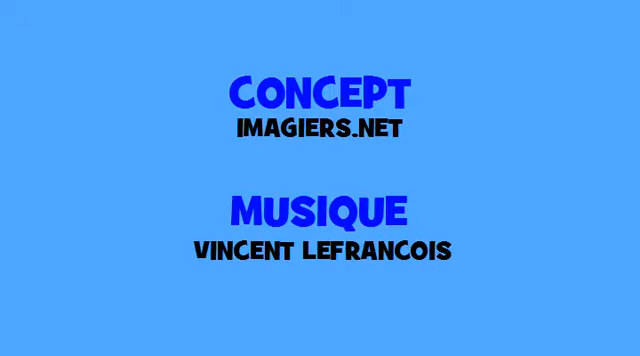 CONCEPT
IMAGIERS.NET
MUSIQUE
VINCENT LEFRANCOIS